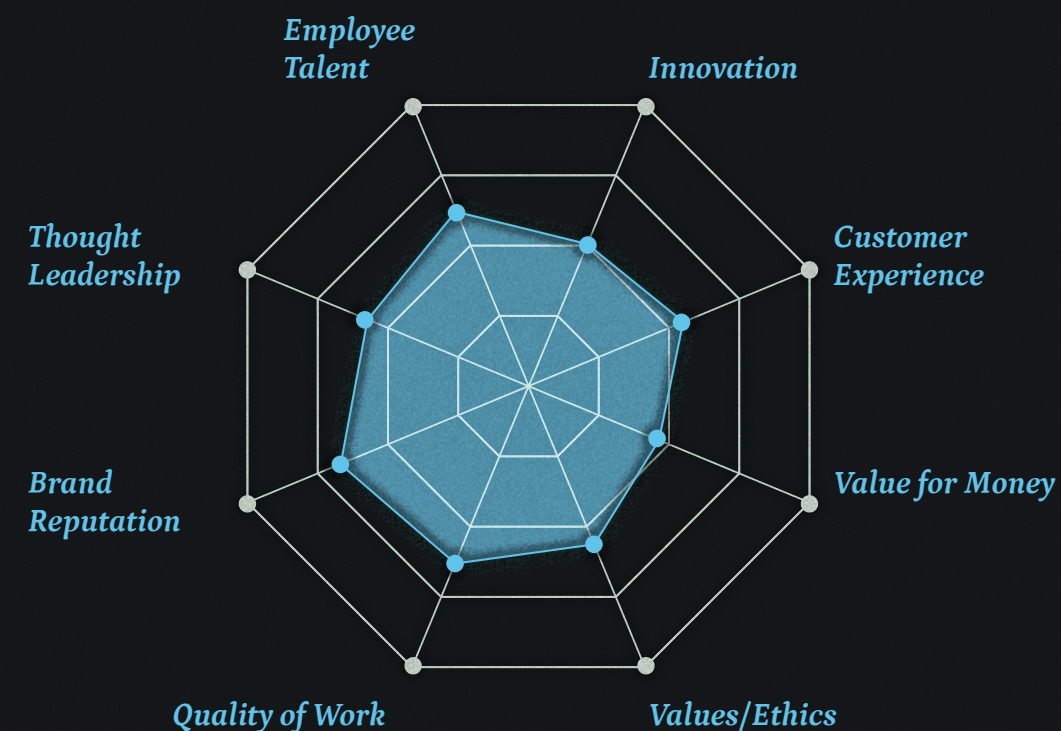 Employee
Talent
Innovation
Thought
Leadership
Customer
Experience
Brand
Reputation
Value for Money
Quality of Work
Values/Ethics